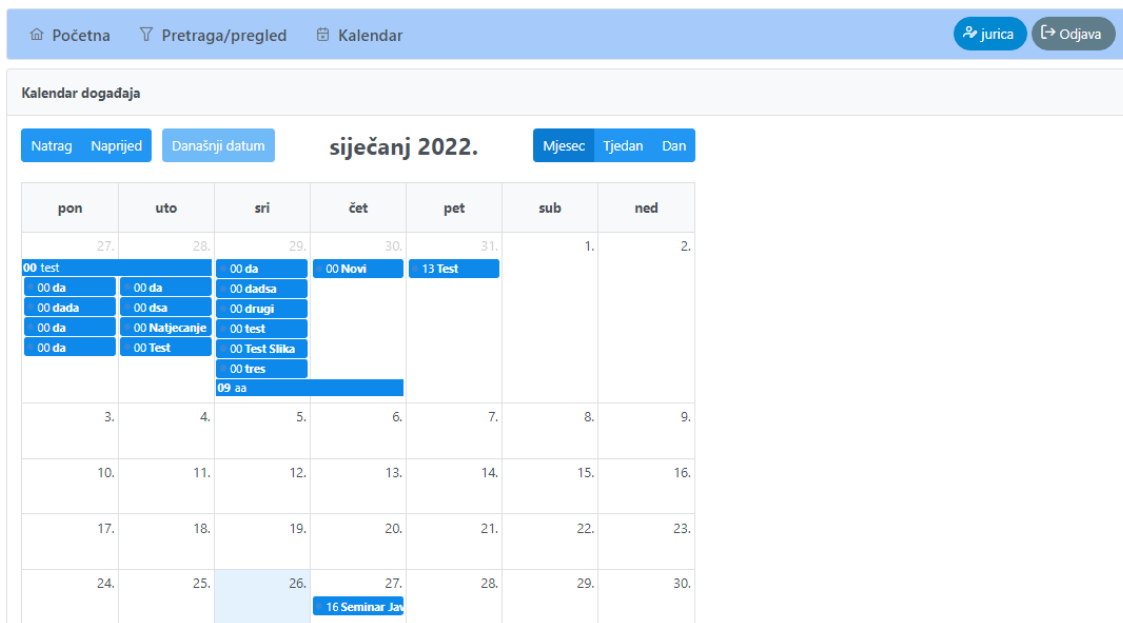 Početna Pretraga/pregled Kalendar jurica Odjava
Kalendar događaja
Natrag Naprijed Današnji datum siječanj 2022. Mjesec Tjedan Dan
pon uto sri čet pet sub ned
27. 28. 29. 30. 31. 1. 2.
00 test 00 da 00 Novi 13 Test
00 da 00 da 00 dadsa
00 dada 00 dsa 00 drugi
00 da 00 Natjecanje 00 test
00 da 00 Test 00 Test Slika
00 tres
09 aa
3. 4. 5. 6. 7. 8. 9.
10. 11. 12. 13. 14. 15. 16.
17. 18. 19. 20. 21. 22. 23.
24. 25. 26. 27. 28. 29. 30.
16 Seminar Jav